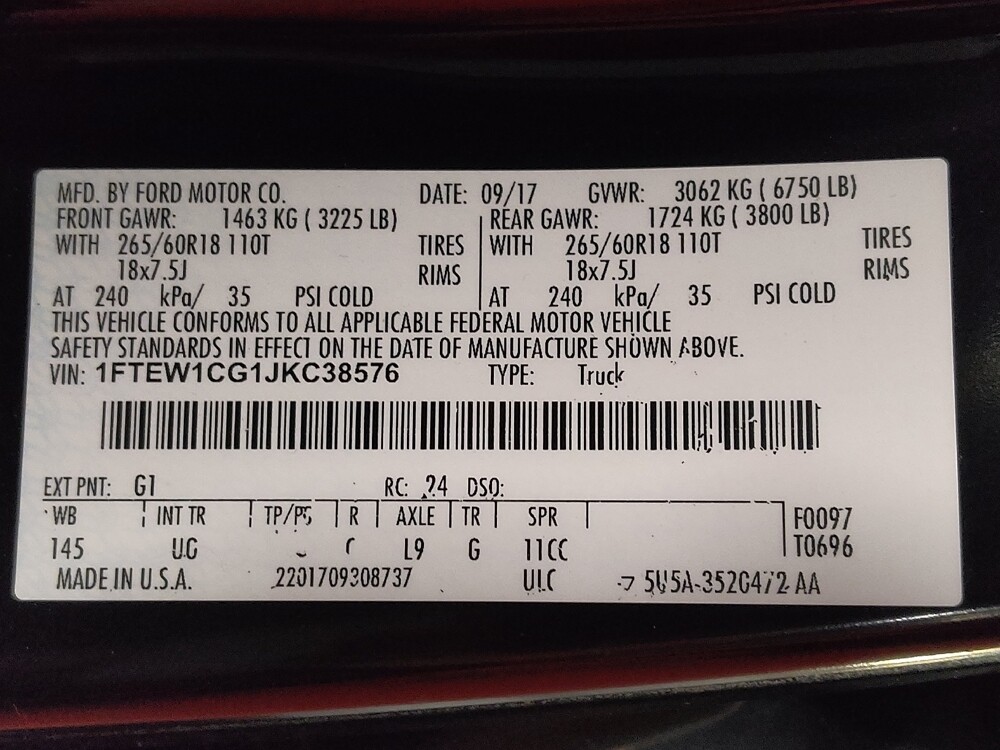 MFD. BY FORD MOTOR CO. DATE: 09/17 GVWR: 3062 KG ( 6750 LB)
FRONT GAWR: 1463 KG ( 3225 LB) REAR GAWR: 1724 KG ( 3800 LB)
WITH 265/60R18 110T TIRES WITH 265/60R18 110T TIRES
18x7.5J RIMS 18x7.5J RIMS
AT 240 kPa/ 35 PSI COLD AT 240 kPa/ 35 PSI COLD
THIS VEHICLE CONFORMS TO ALL APPLICABLE FEDERAL MOTOR VEHICLE
SAFETY STANDARDS IN EFFECT ON THE DATE OF MANUFACTURE SHOWN ABOVE.
VIN: 1FTEW1CG1JKC38576 TYPE: Truck
EXT PNT: G1 RC: 24 DSO:
WB INT TR TP/PS R AXLE TR SPR F0097
145 L9 G 11CC T0696
MADE IN U.S.A. 2201709308737 ULC